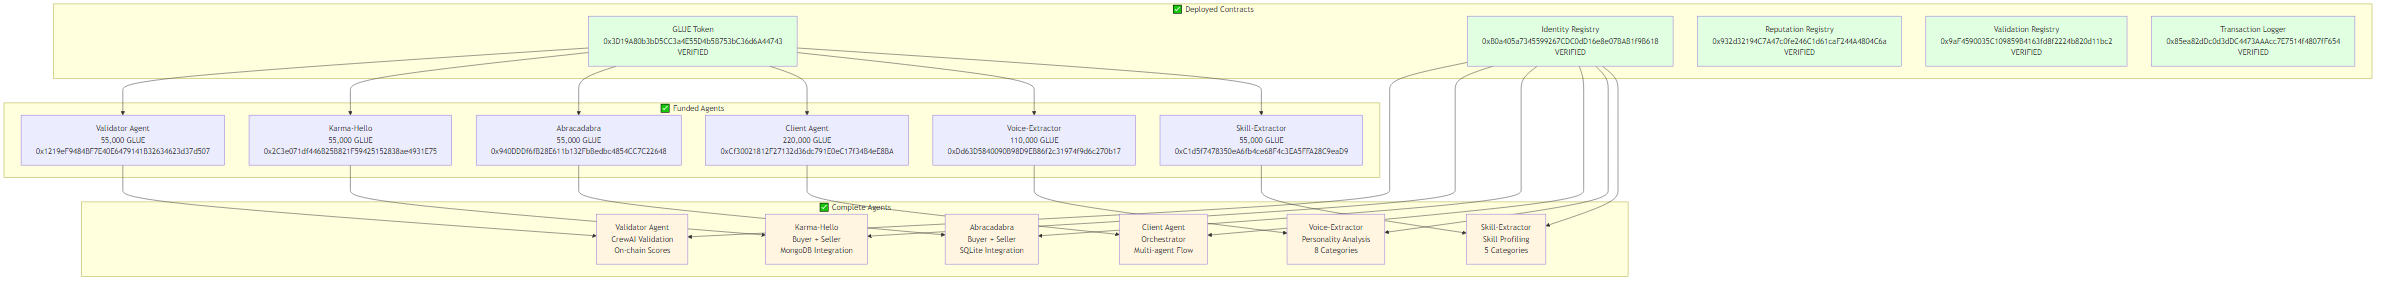 ✅ Deployed Contracts
GLUE Token
0x3D19A80b3bD5CC3a4E55D4b5B753bC36d6A44743
VERIFIED
Identity Registry
0xB0a405a7345599267CDC0dD16e8e07BAB1f9B618
VERIFIED
Reputation Registry
0x932d32194C7A47c0fe246C1d61caF244A4804C6a
VERIFIED
Validation Registry
0x9aF4590035C109859B4163fd8f2224b820d11bc2
VERIFIED
Transaction Logger
0x85ea82dDc0d3dDC4473AAAcc7E7514f4807fF654
VERIFIED
✅ Funded Agents
Validator Agent
55,000 GLUE
0x1219eF9484BF7E40E6479141B32634623d37d507
Karma-Hello
55,000 GLUE
0x2C3e071df446B25B821F59425152838ae4931E75
Abracadabra
55,000 GLUE
0x940DDDf6fB28E611b132FbBedbc4854CC7C22648
Client Agent
220,000 GLUE
0xCf30021812F27132d36dc791E0eC17f34B4eE8BA
Voice-Extractor
110,000 GLUE
0xDd63D5840090B98D9EB86f2c31974f9d6c270b17
Skill-Extractor
55,000 GLUE
0xC1d5f7478350eA6fb4ce68F4c3EA5FFA28C9eaD9
✅ Complete Agents
Validator Agent
CrewAI Validation
On-chain Scores
Karma-Hello
Buyer + Seller
MongoDB Integration
Abracadabra
Buyer + Seller
SQLite Integration
Client Agent
Orchestrator
Multi-agent Flow
Voice-Extractor
Personality Analysis
8 Categories
Skill-Extractor
Skill Profiling
5 Categories